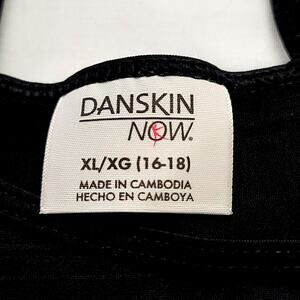 DANSKIN
NOW.
XL/XG (16-18)
MADE IN CAMBODIA
HECHO EN CAMBOYA